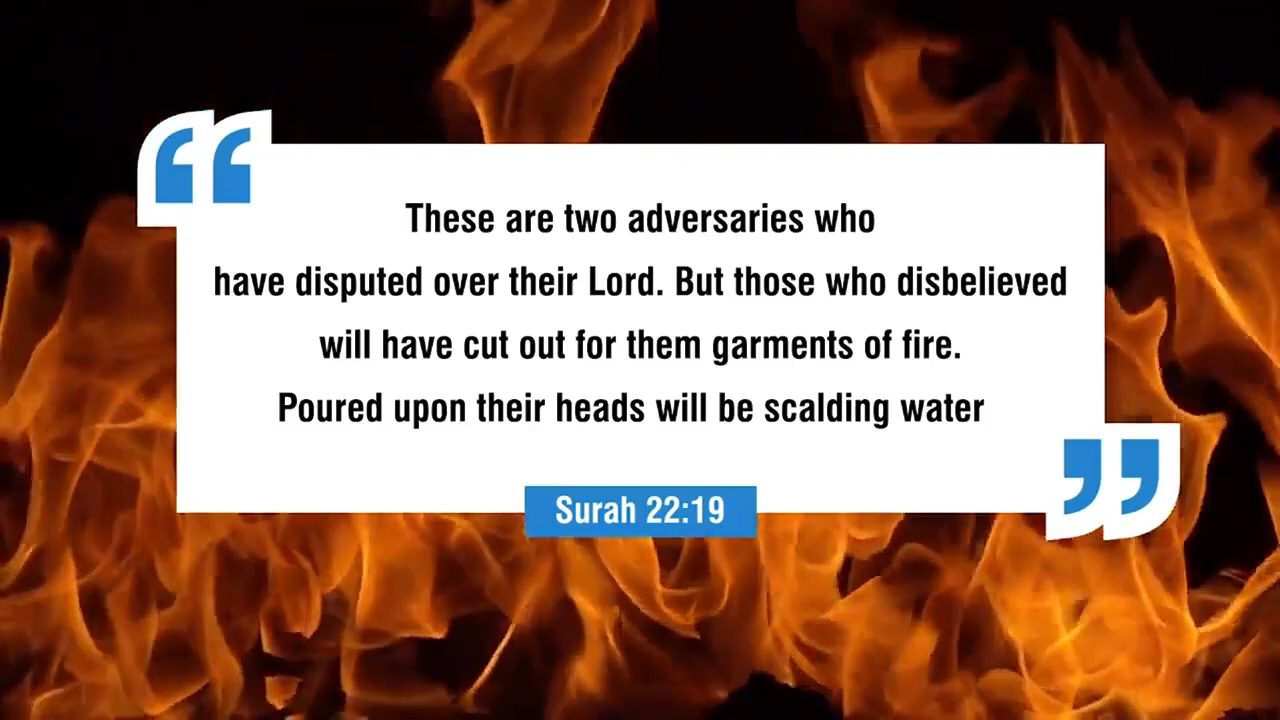 These are two adversaries who
have disputed over their Lord. But those who disbelieved
will have cut out for them garments of fire.
Poured upon their heads will be scalding water
Surah 22:19